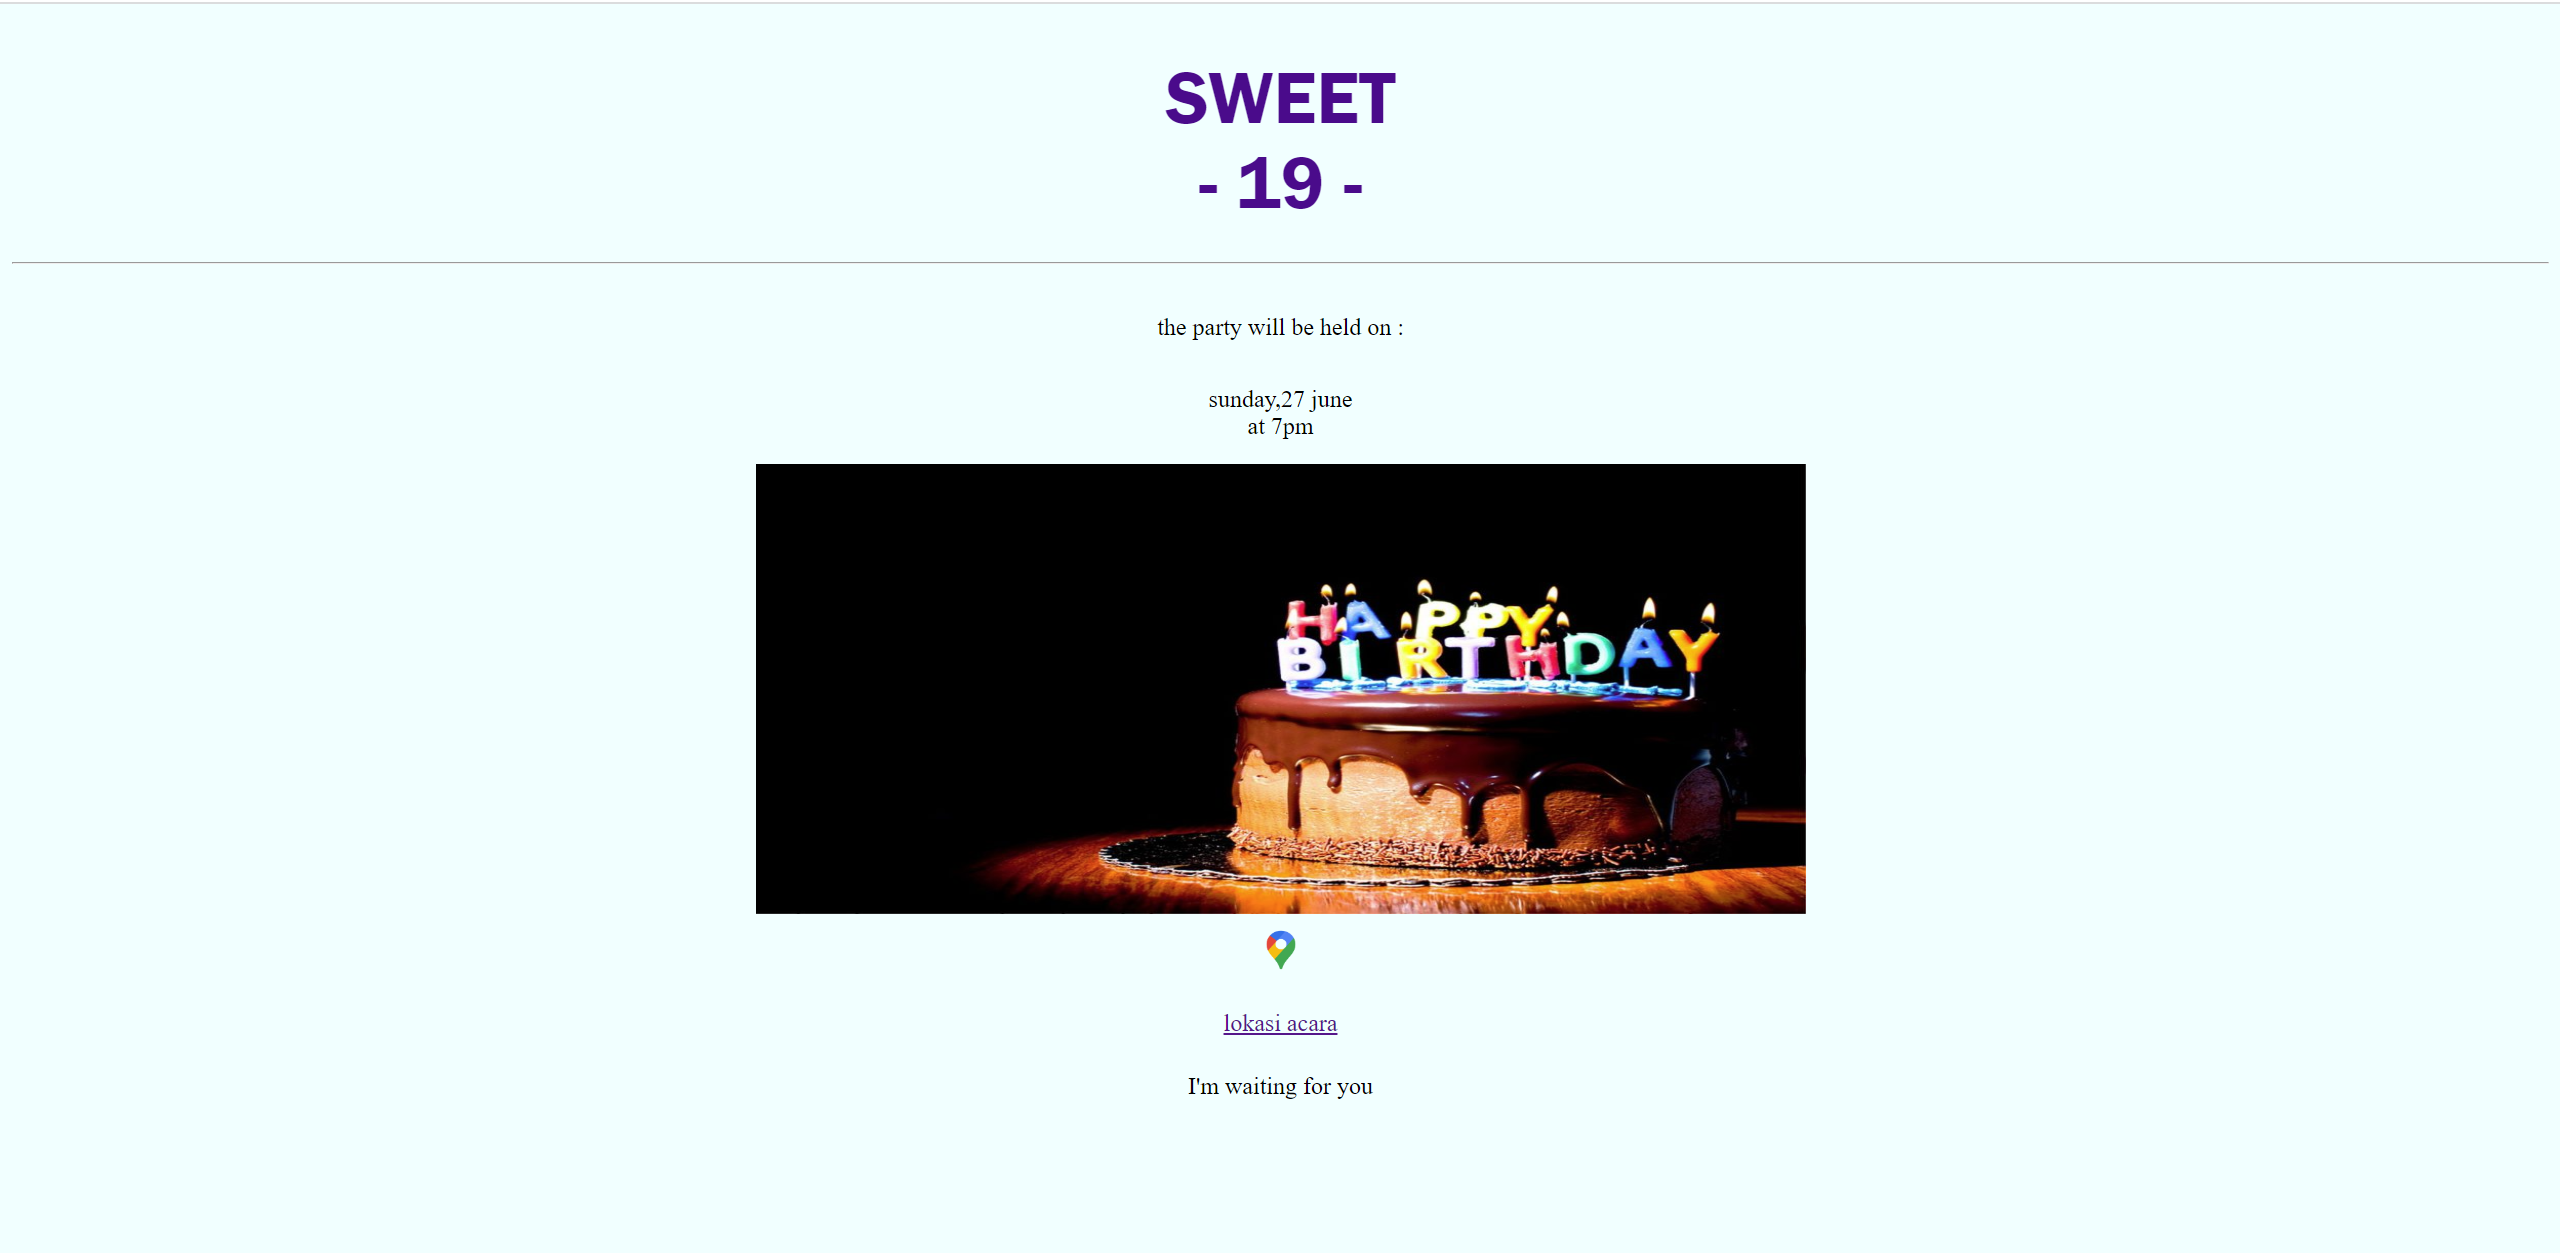 SWEET
- 19 -
the party will be held on :
sunday,27 june
at 7pm
HAPPY
BIRTHDAY
lokasi acara
I'm waiting for you